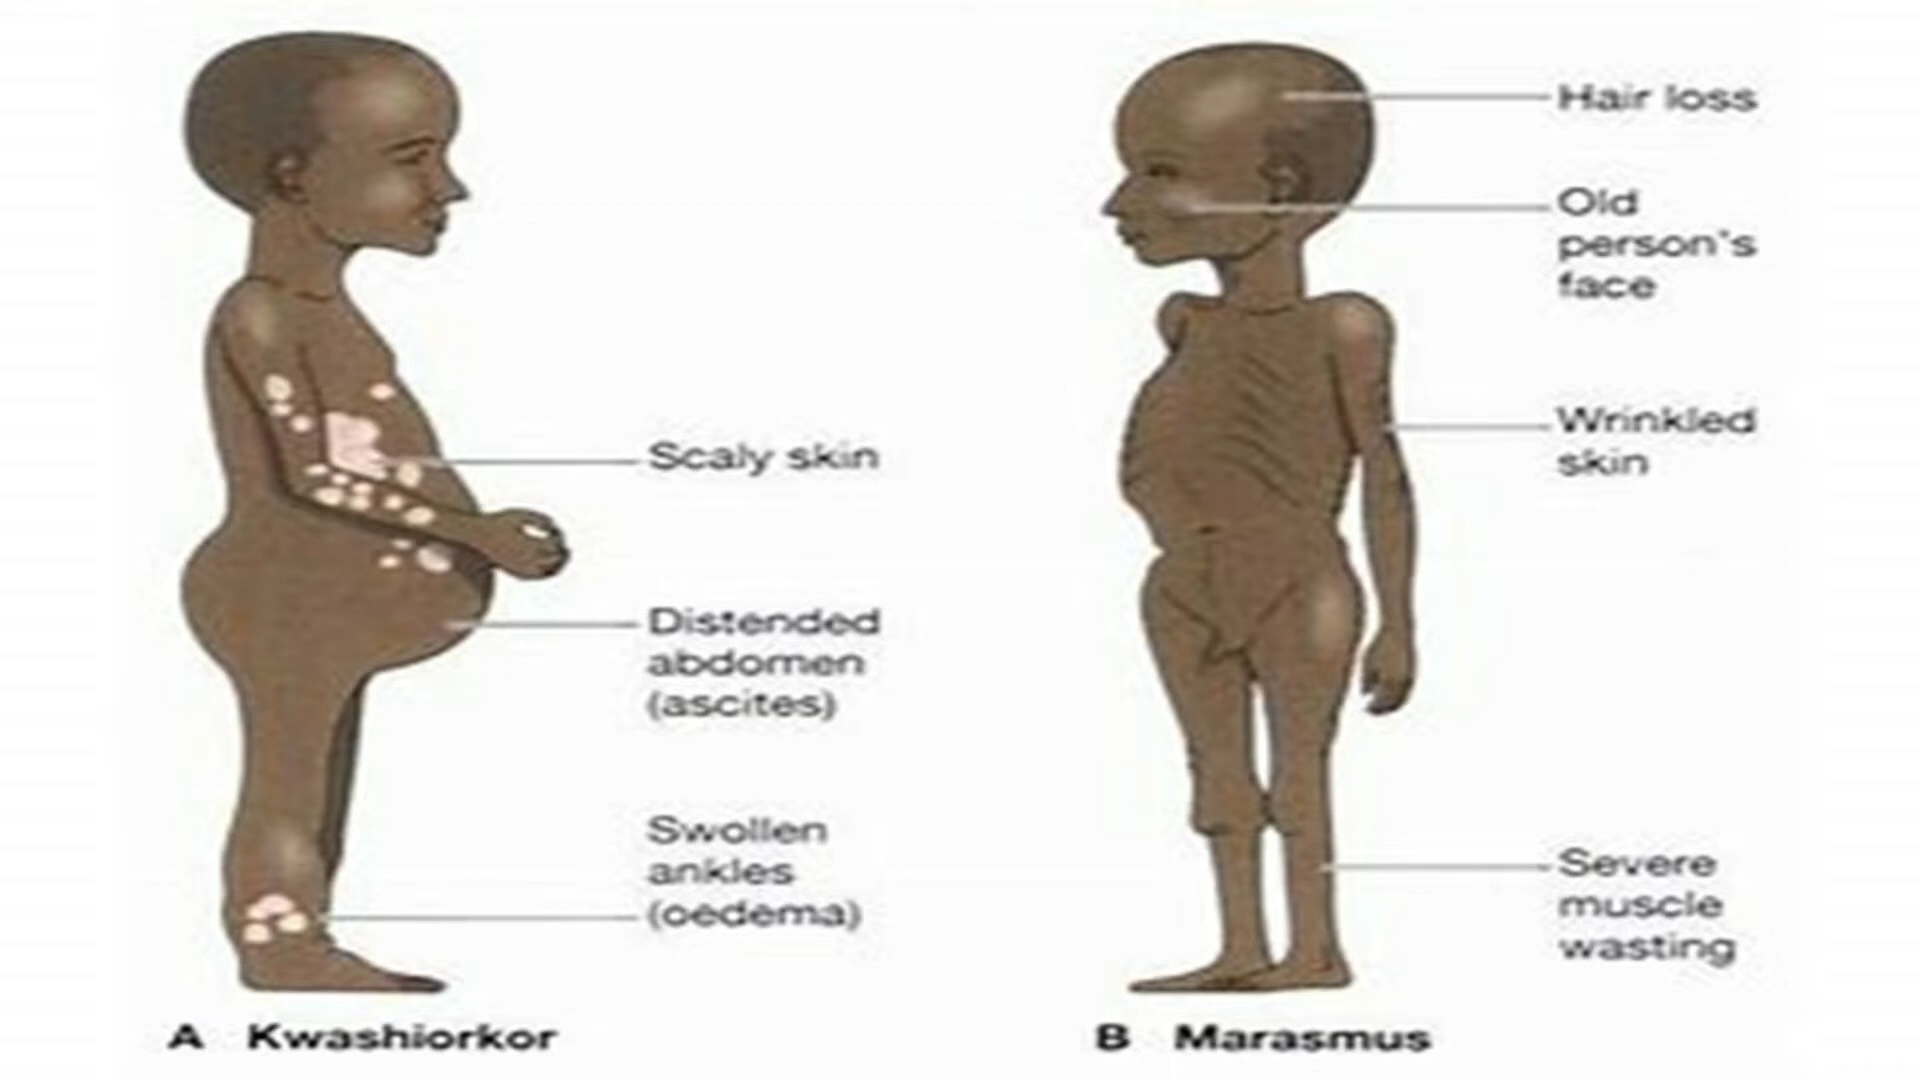 Hair loss
Old
person's
face
Scaly skin
Wrinkled
skin
Distended
abdomen
(ascites)
Swollen
ankles
(oedema)
Severe
muscle
wasting
A Kwashiorkor
B Marasmus